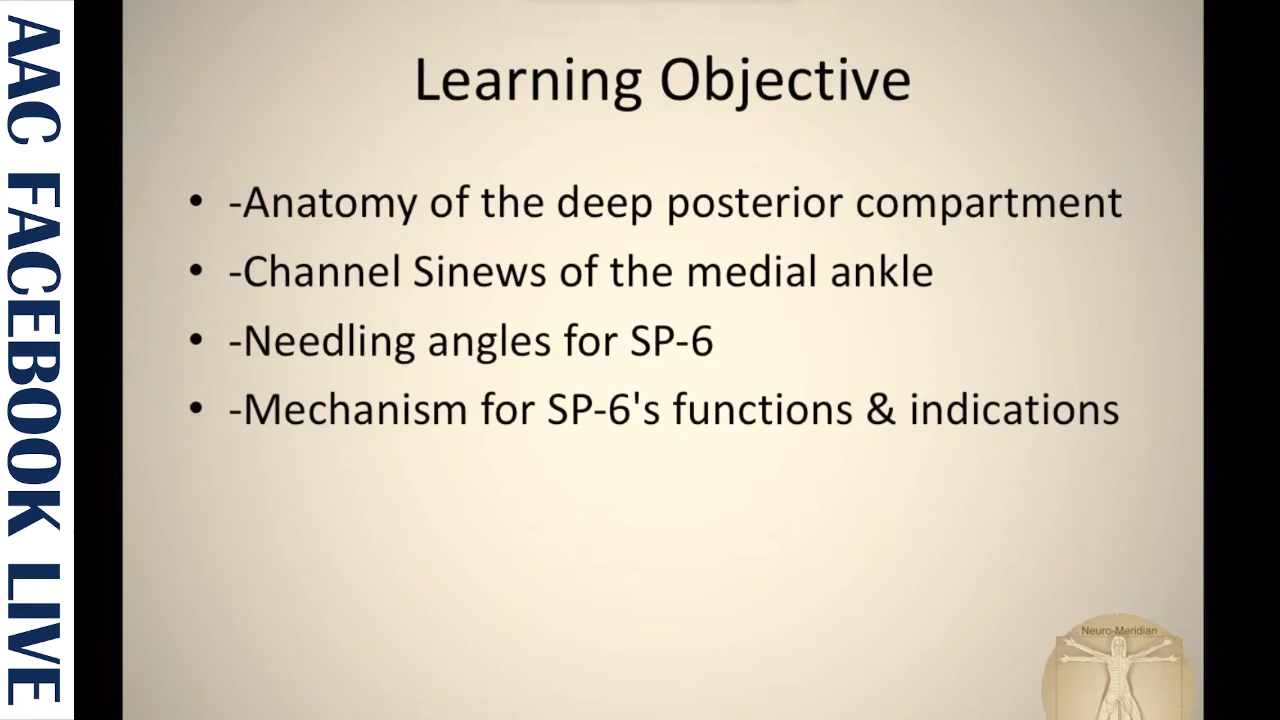 AAC FACEBOOK LIVE
Learning Objective
• -Anatomy of the deep posterior compartment
• -Channel Sinews of the medial ankle
• -Needling angles for SP-6
• -Mechanism for SP-6's functions & indications
Neuro-Meridian